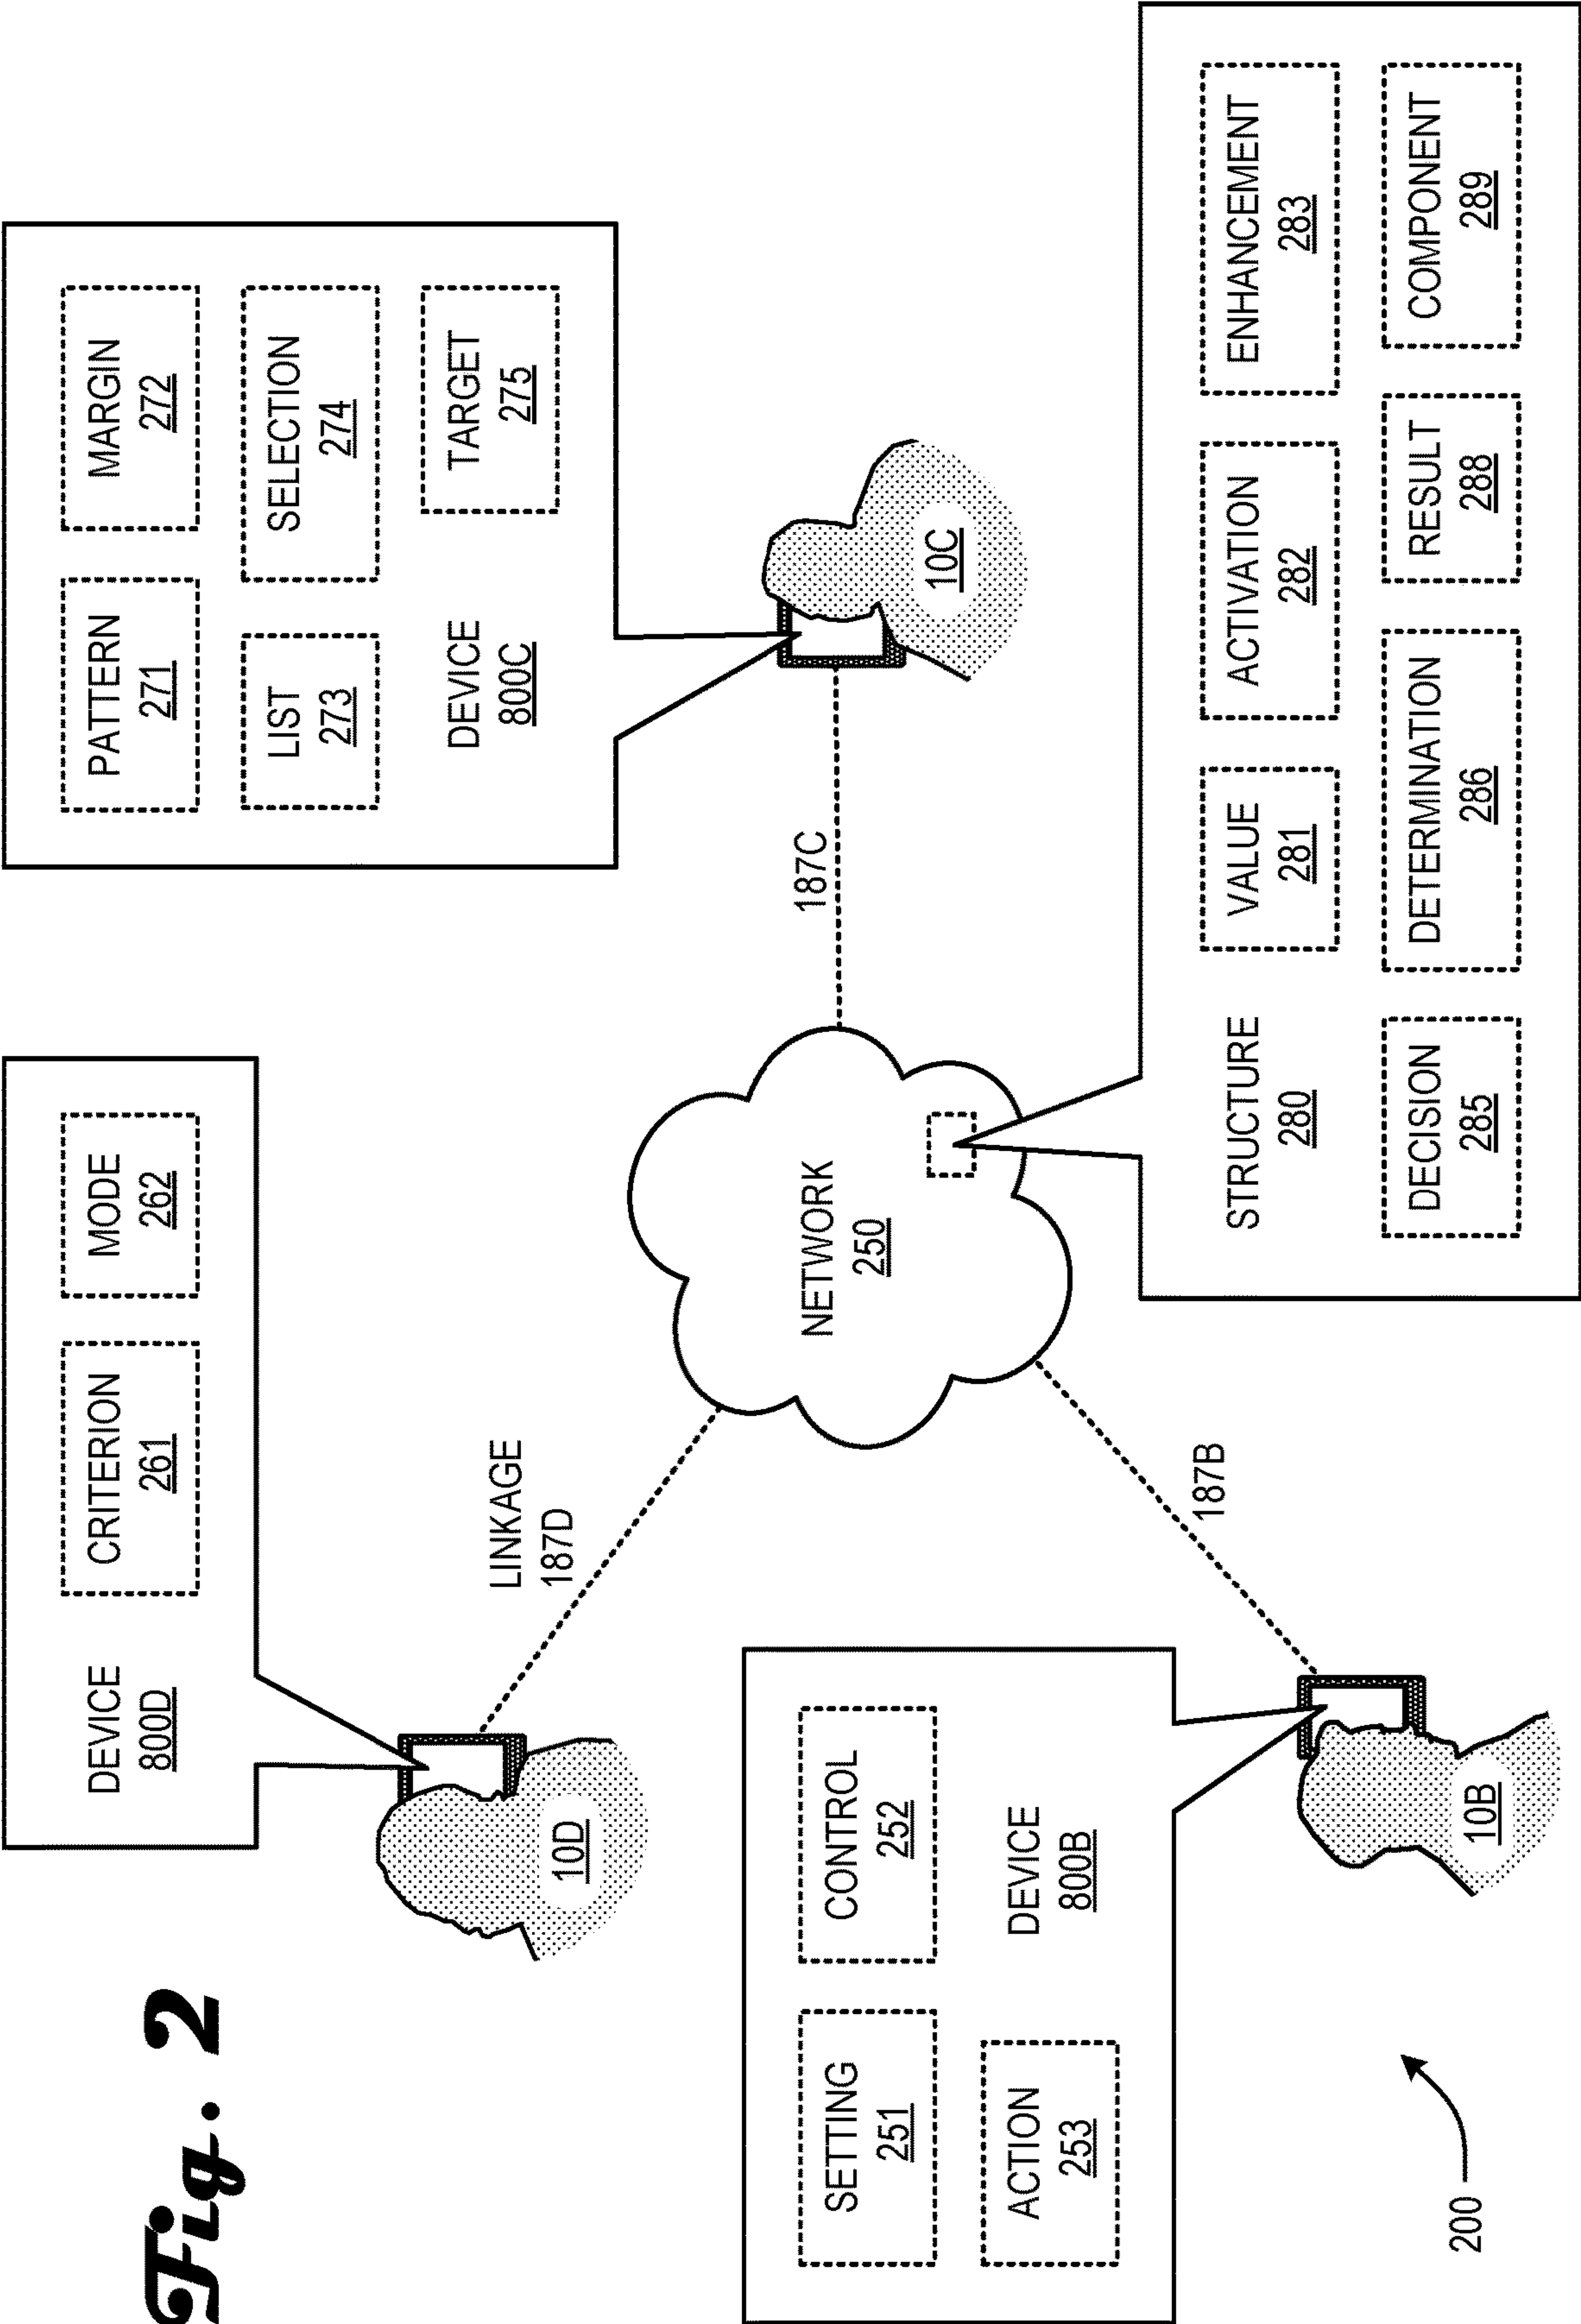 Fig. 2
DEVICE
800D
CRITERION
261
MODE
262
PATTERN
271
MARGIN
272
LIST
273
SELECTION
274
DEVICE
800C
TARGET
275
10D
LINKAGE
187D
187C
10C
SETTING
251
CONTROL
252
ACTION
253
DEVICE
800B
NETWORK
250
187B
10B
STRUCTURE
280
VALUE
281
ACTIVATION
282
ENHANCEMENT
283
DECISION
285
DETERMINATION
286
RESULT
288
COMPONENT
289
200